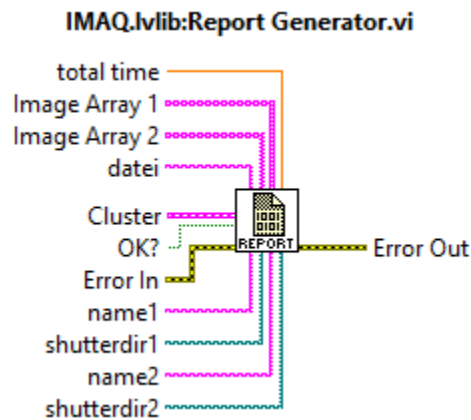 IMAQ.lvlib:Report Generator.vi
total time
Image Array 1
Image Array 2
datei
Cluster
OK?
REPORT
Error In
Error Out
name1
shutterdir1
name2
shutterdir2